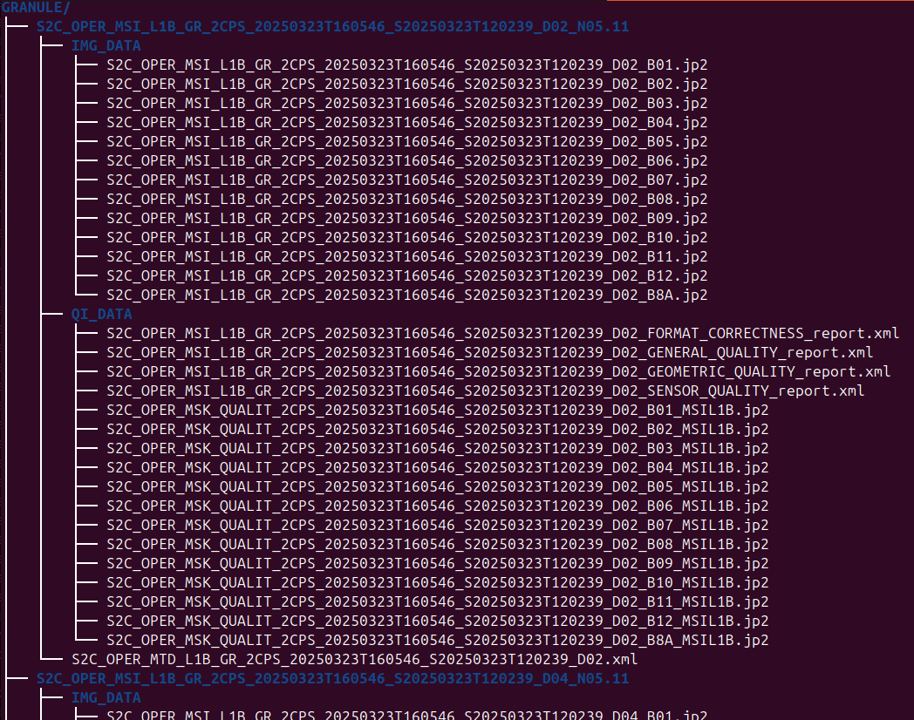 GRANULE/
S2C_OPER_MSI_L1B_GR_2CPS_20250323T160546_S20250323T120239_D02_N05.11
IMG_DATA
S2C_OPER_MSI_L1B_GR_2CPS_20250323T160546_S20250323T120239_D02_B01.jp2
S2C_OPER_MSI_L1B_GR_2CPS_20250323T160546_S20250323T120239_D02_B02.jp2
S2C_OPER_MSI_L1B_GR_2CPS_20250323T160546_S20250323T120239_D02_B03.jp2
S2C_OPER_MSI_L1B_GR_2CPS_20250323T160546_S20250323T120239_D02_B04.jp2
S2C_OPER_MSI_L1B_GR_2CPS_20250323T160546_S20250323T120239_D02_B05.jp2
S2C_OPER_MSI_L1B_GR_2CPS_20250323T160546_S20250323T120239_D02_B06.jp2
S2C_OPER_MSI_L1B_GR_2CPS_20250323T160546_S20250323T120239_D02_B07.jp2
S2C_OPER_MSI_L1B_GR_2CPS_20250323T160546_S20250323T120239_D02_B08.jp2
S2C_OPER_MSI_L1B_GR_2CPS_20250323T160546_S20250323T120239_D02_B09.jp2
S2C_OPER_MSI_L1B_GR_2CPS_20250323T160546_S20250323T120239_D02_B10.jp2
S2C_OPER_MSI_L1B_GR_2CPS_20250323T160546_S20250323T120239_D02_B11.jp2
S2C_OPER_MSI_L1B_GR_2CPS_20250323T160546_S20250323T120239_D02_B12.jp2
S2C_OPER_MSI_L1B_GR_2CPS_20250323T160546_S20250323T120239_D02_B8A.jp2
QI_DATA
S2C_OPER_MSI_L1B_GR_2CPS_20250323T160546_S20250323T120239_D02_FORMAT_CORRECTNESS_report.xml
S2C_OPER_MSI_L1B_GR_2CPS_20250323T160546_S20250323T120239_D02_GENERAL_QUALITY_report.xml
S2C_OPER_MSI_L1B_GR_2CPS_20250323T160546_S20250323T120239_D02_GEOMETRIC_QUALITY_report.xml
S2C_OPER_MSI_L1B_GR_2CPS_20250323T160546_S20250323T120239_D02_SENSOR_QUALITY_report.xml
S2C_OPER_MSK_QUALIT_2CPS_20250323T160546_S20250323T120239_D02_B01_MSIL1B.jp2
S2C_OPER_MSK_QUALIT_2CPS_20250323T160546_S20250323T120239_D02_B02_MSIL1B.jp2
S2C_OPER_MSK_QUALIT_2CPS_20250323T160546_S20250323T120239_D02_B03_MSIL1B.jp2
S2C_OPER_MSK_QUALIT_2CPS_20250323T160546_S20250323T120239_D02_B04_MSIL1B.jp2
S2C_OPER_MSK_QUALIT_2CPS_20250323T160546_S20250323T120239_D02_B05_MSIL1B.jp2
S2C_OPER_MSK_QUALIT_2CPS_20250323T160546_S20250323T120239_D02_B06_MSIL1B.jp2
S2C_OPER_MSK_QUALIT_2CPS_20250323T160546_S20250323T120239_D02_B07_MSIL1B.jp2
S2C_OPER_MSK_QUALIT_2CPS_20250323T160546_S20250323T120239_D02_B08_MSIL1B.jp2
S2C_OPER_MSK_QUALIT_2CPS_20250323T160546_S20250323T120239_D02_B09_MSIL1B.jp2
S2C_OPER_MSK_QUALIT_2CPS_20250323T160546_S20250323T120239_D02_B10_MSIL1B.jp2
S2C_OPER_MSK_QUALIT_2CPS_20250323T160546_S20250323T120239_D02_B11_MSIL1B.jp2
S2C_OPER_MSK_QUALIT_2CPS_20250323T160546_S20250323T120239_D02_B12_MSIL1B.jp2
S2C_OPER_MSK_QUALIT_2CPS_20250323T160546_S20250323T120239_D02_B8A_MSIL1B.jp2
S2C_OPER_MTD_L1B_GR_2CPS_20250323T160546_S20250323T120239_D02.xml
S2C_OPER_MSI_L1B_GR_2CPS_20250323T160546_S20250323T120239_D04_N05.11
IMG_DATA
S2C_OPER_MSI_L1B_GR_2CPS_20250323T160546_S20250323T120239_D04_B01.jp2